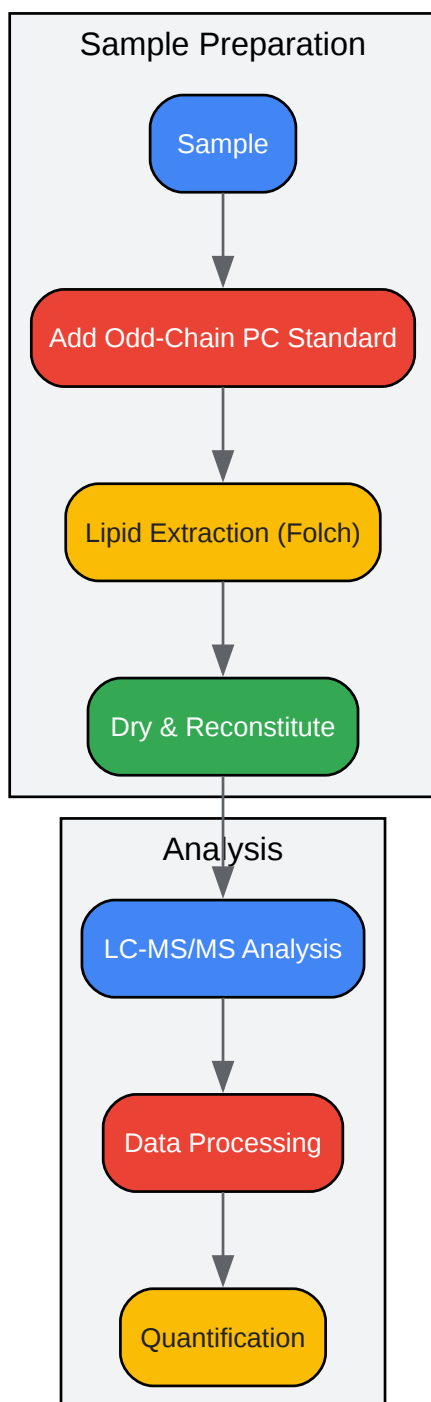 Sample Preparation
Sample
Add Odd-Chain PC Standard
Lipid Extraction (Folch)
Dry & Reconstitute
Analysis
LC-MS/MS Analysis
Data Processing
Quantification